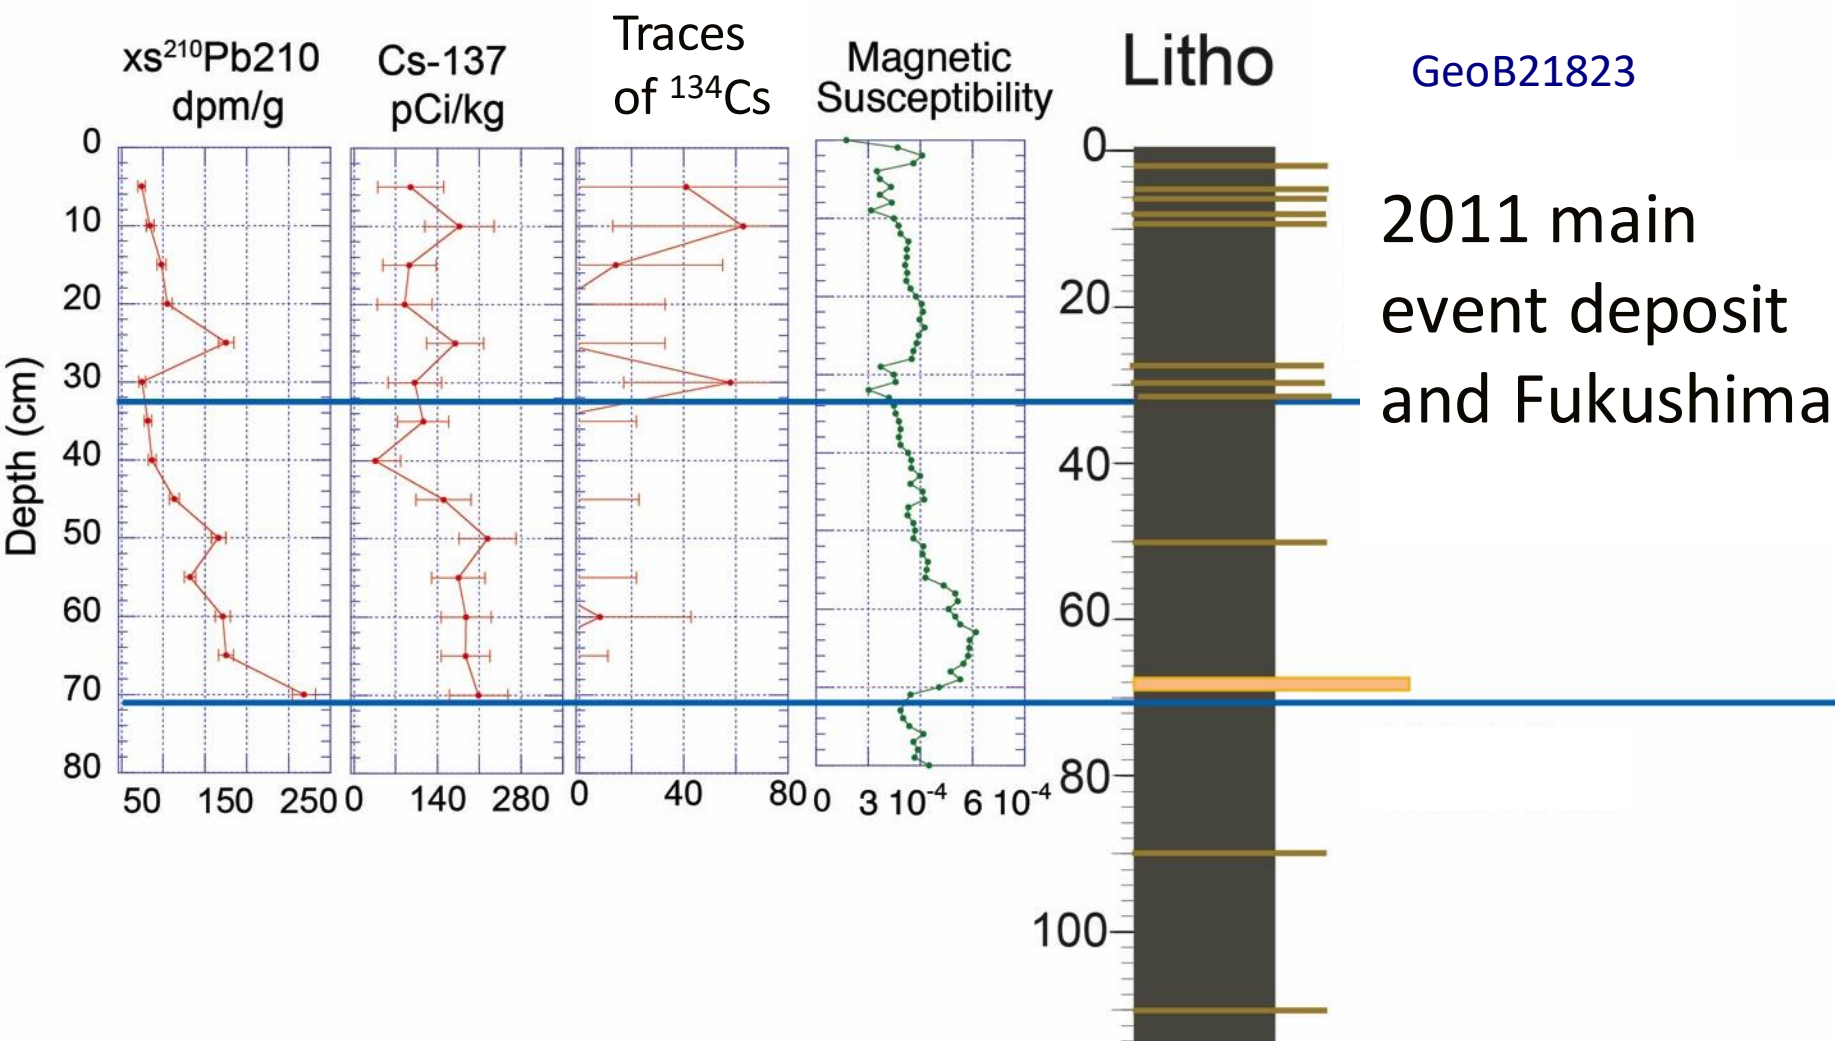 xs²¹⁰Pb210
dpm/g
Cs-137
pCi/kg
Traces
of ¹³⁴Cs
Magnetic
Susceptibility
Litho
GeoB21823
Depth (cm)
0
10
20
30
40
50
60
70
80
50 150 250
0 140 280
0 40 80
0 3 10⁻⁴ 6 10⁻⁴
0
20
40
60
80
100
2011 main
event deposit
and Fukushima